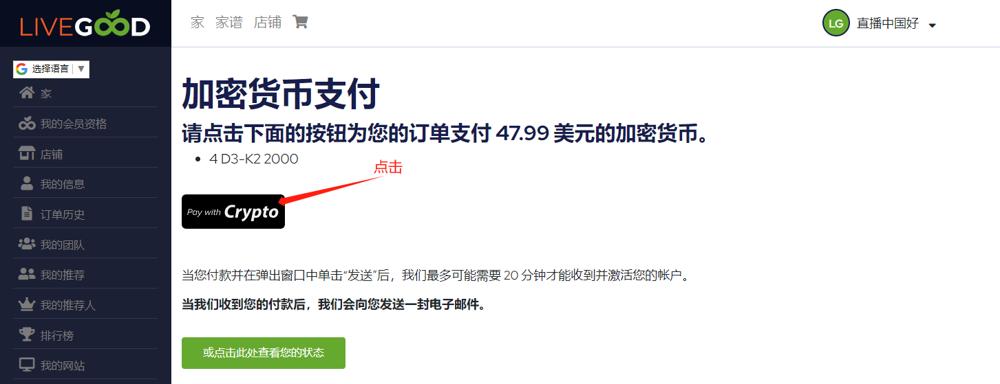 LIVEGOOD
家 家谱 店铺
LG 直播中国好
选择语言
家
我的会员资格
店铺
我的信息
订单历史
我的团队
我的推荐
我的推荐人
排行榜
我的网站
加密货币支付
请点击下面的按钮为您的订单支付 47.99 美元的加密货币。
4 D3-K2 2000
点击
Pay with Crypto
当您付款并在弹出窗口中单击“发送”后，我们最多可能需要 20 分钟才能收到并激活您的帐户。
当我们收到您的付款后，我们会向您发送一封电子邮件。
或点击此处查看您的状态